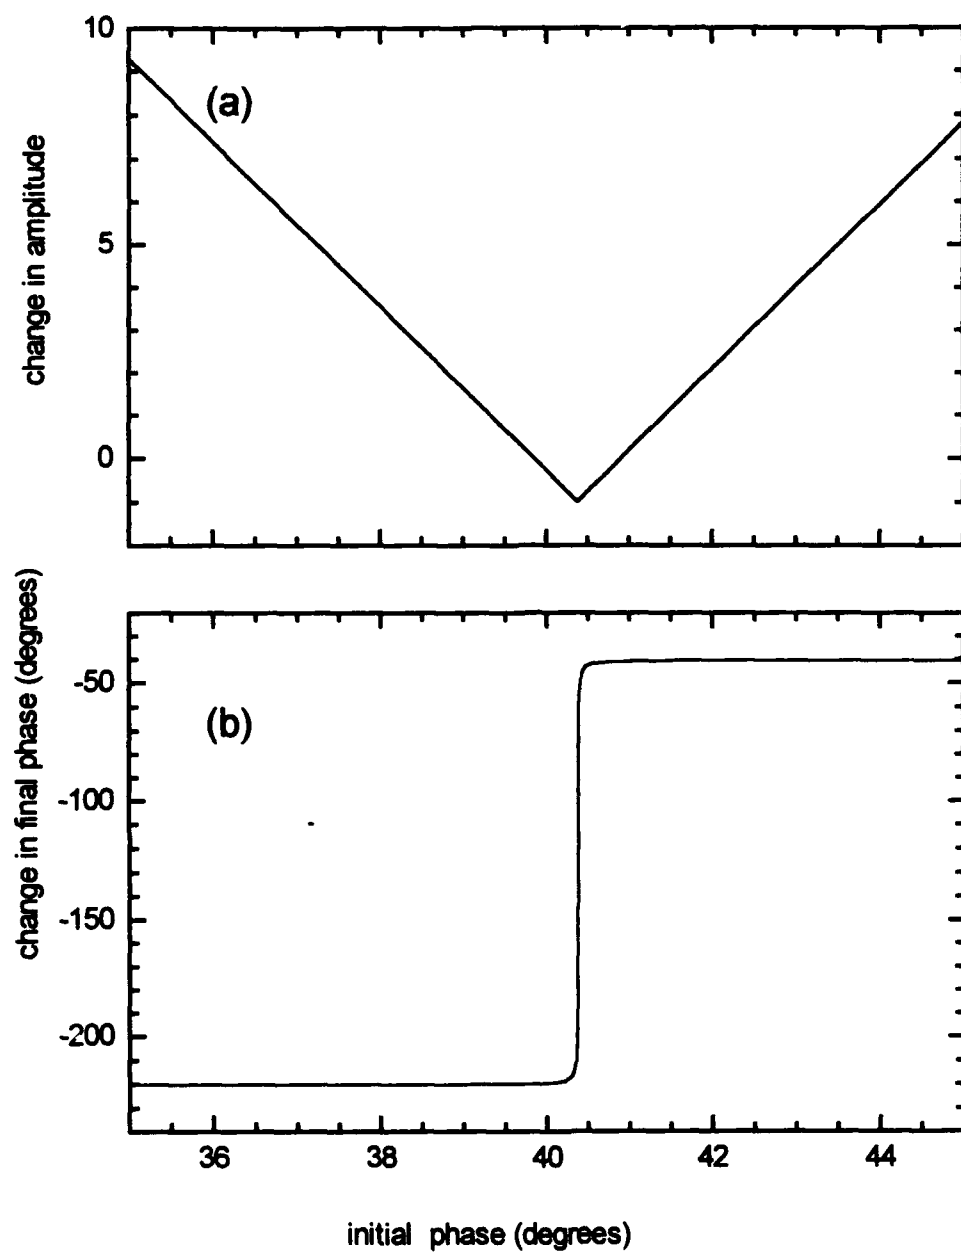 10
(a)
change in amplitude
5
0
change in final phase (degrees)
-50
(b)
-100
-150
-200
36 38 40 42 44
initial phase (degrees)